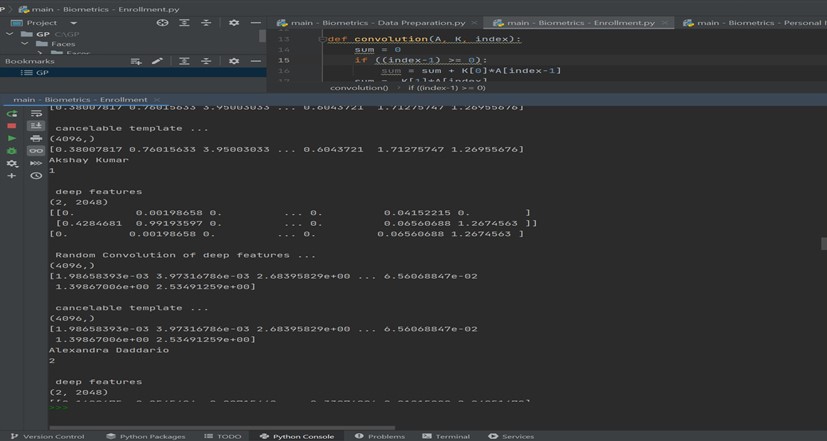 main - Biometrics - Enrollment.py
Project
main - Biometrics - Data Preparation.py
main - Biometrics - Enrollment.py
main - Biometrics - Personal I
GP C:\GP
Faces
Bookmarks
GP
13 def convolution(A, K, index):
14 sum = 0
15 if ((index-1) >= 0):
16 sum = sum + K[0]*A[index-1]
convolution() › if ((index-1) >= 0)
main - Biometrics - Enrollment
[0.38007817 0.76015633 3.95003033 ... 0.6043721 1.71275747 1.26955676]
cancelable template ...
(4096,)
[0.38007817 0.76015633 3.95003033 ... 0.6043721 1.71275747 1.26955676]
Akshay Kumar
1
deep features
(2, 2048)
[[0. 0.00198658 0. ... 0. 0.04152215 0. ]
[0.4284681 0.99193597 0. ... 0. 0.06560688 1.2674563 ]]
[0. 0.00198658 0. ... 0. 0.06560688 1.2674563 ]
Random Convolution of deep features ...
(4096,)
[1.98658393e-03 3.97316786e-03 2.68395829e+00 ... 6.56068847e-02
1.39867006e+00 2.53491259e+00]
cancelable template ...
(4096,)
[1.98658393e-03 3.97316786e-03 2.68395829e+00 ... 6.56068847e-02
1.39867006e+00 2.53491259e+00]
Alexandra Daddario
2
deep features
(2, 2048)
>>>
Version Control Python Packages TODO Python Console Problems Terminal Services